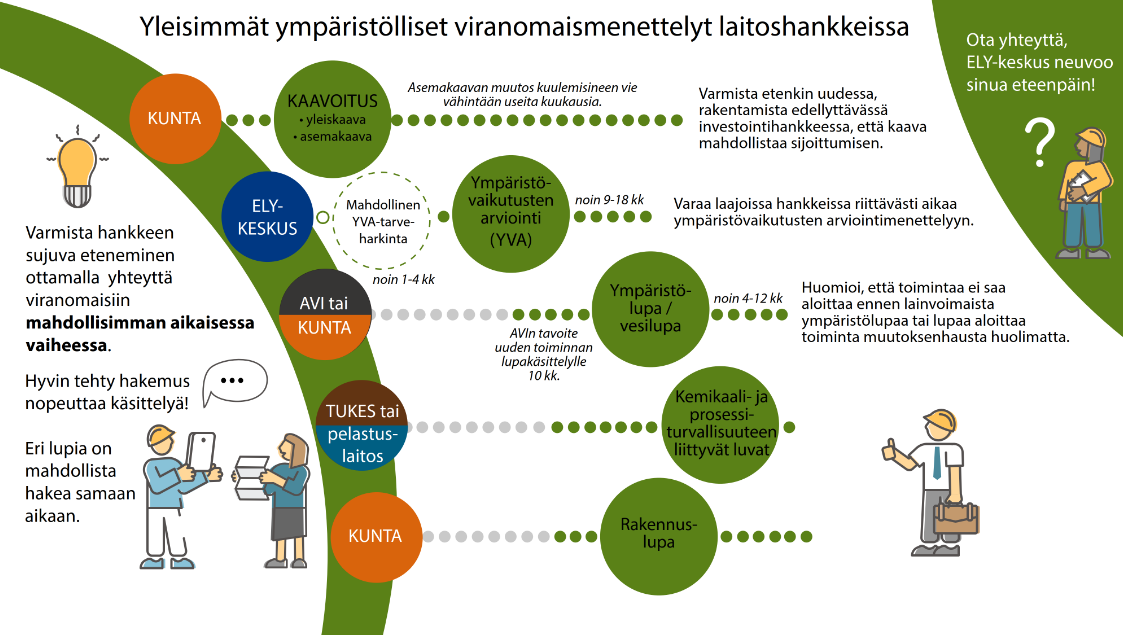 Yleisimmät ympäristölliset viranomaismenettelyt laitoshankkeissa
Ota yhteyttä,
ELY-keskus neuvoo
sinua eteenpäin!
KUNTA
KAAVOITUS
• yleiskaava
• asemakaava
Asemakaavan muutos kuulemisineen vie
vähintään useita kuukausia.
Varmista etenkin uudessa,
rakentamista edellyttävässä
investointihankkeessa, että kaava
mahdollistaa sijoittumisen.
?
ELY-
KESKUS
Mahdollinen
YVA-tarve-
harkinta
noin 1-4 kk
Ympäristö-
vaikutusten
arviointi
(YVA)
noin 9-18 kk
Varaa laajoissa hankkeissa riittävästi aikaa
ympäristövaikutusten arviointimenettelyyn.
Varmista hankkeen
sujuva eteneminen
ottamalla yhteyttä
viranomaisiin
mahdollisimman aikaisessa
vaiheessa.
Hyvin tehty hakemus
nopeuttaa käsittelyä!
Eri lupia on
mahdollista
hakea samaan
aikaan.
AVI tai
KUNTA
AVIn tavoite
uuden toiminnan
lupakäsittelylle
10 kk.
Ympäristö-
lupa /
vesilupa
noin 4-12 kk
Huomioi, että toimintaa ei saa
aloittaa ennen lainvoimaista
ympäristölupaa tai lupaa aloittaa
toiminta muutoksenhausta huolimatta.
TUKES tai
pelastus-
laitos
Kemikaali- ja
prosessi-
turvallisuuteen
liittyvät luvat
KUNTA
Rakennus-
lupa